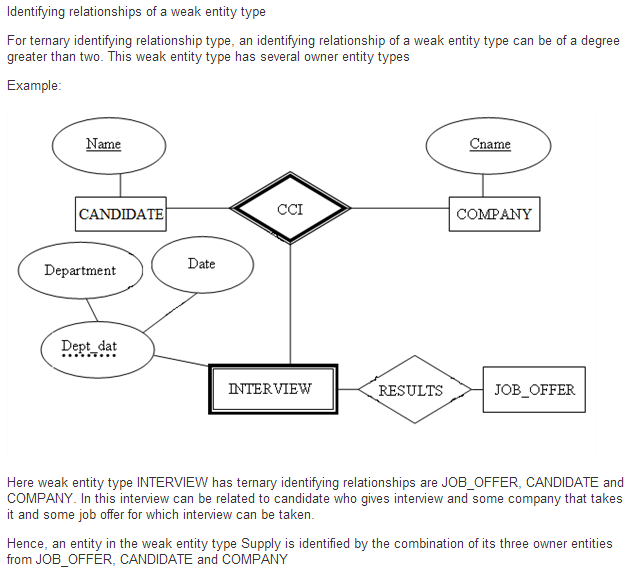 Identifying relationships of a weak entity type
For ternary identifying relationship type, an identifying relationship of a weak entity type can be of a degree
greater than two. This weak entity type has several owner entity types
Example:
Name
Cname
CANDIDATE
CCI
COMPANY
Department
Date
Dept_dat
INTERVIEW
RESULTS
JOB_OFFER
Here weak entity type INTERVIEW has ternary identifying relationships are JOB_OFFER, CANDIDATE and
COMPANY. In this interview can be related to candidate who gives interview and some company that takes
it and some job offer for which interview can be taken.
Hence, an entity in the weak entity type Supply is identified by the combination of its three owner entities
from JOB_OFFER, CANDIDATE and COMPANY